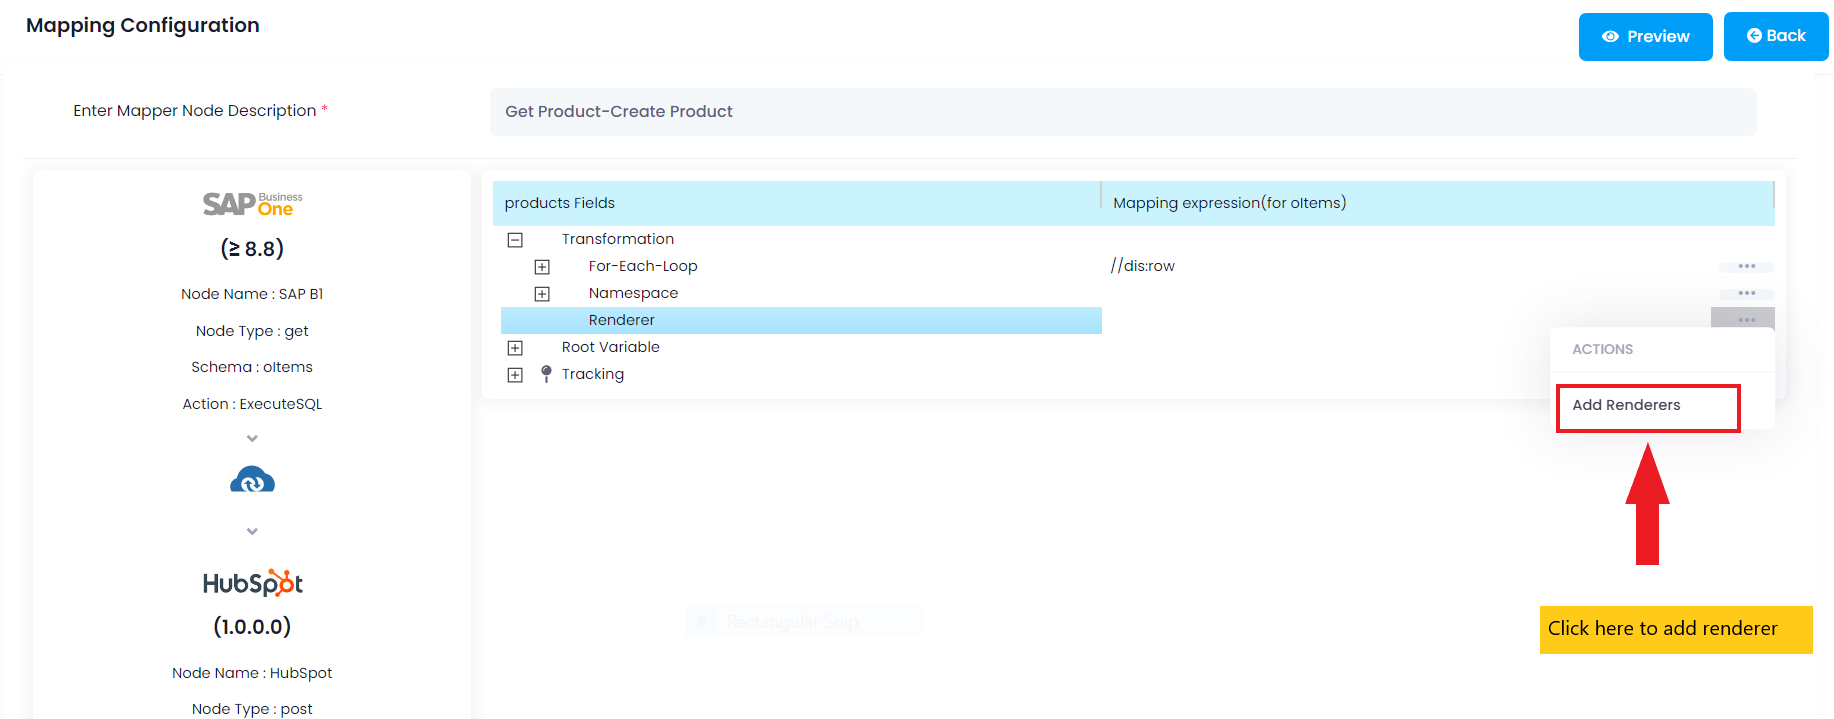 Mapping Configuration
Preview
Back
Enter Mapper Node Description *
Get Product-Create Product
SAP Business One
(≥ 8.8)
Node Name : SAP B1
Node Type : get
Schema : oItems
Action : ExecuteSQL
HubSpot
(1.0.0.0)
Node Name : HubSpot
Node Type : post
products Fields
Mapping expression(for oItems)
Transformation
For-Each-Loop
//dis:row
Namespace
Renderer
Root Variable
Tracking
ACTIONS
Add Renderers
Rectangular Snip
Click here to add renderer